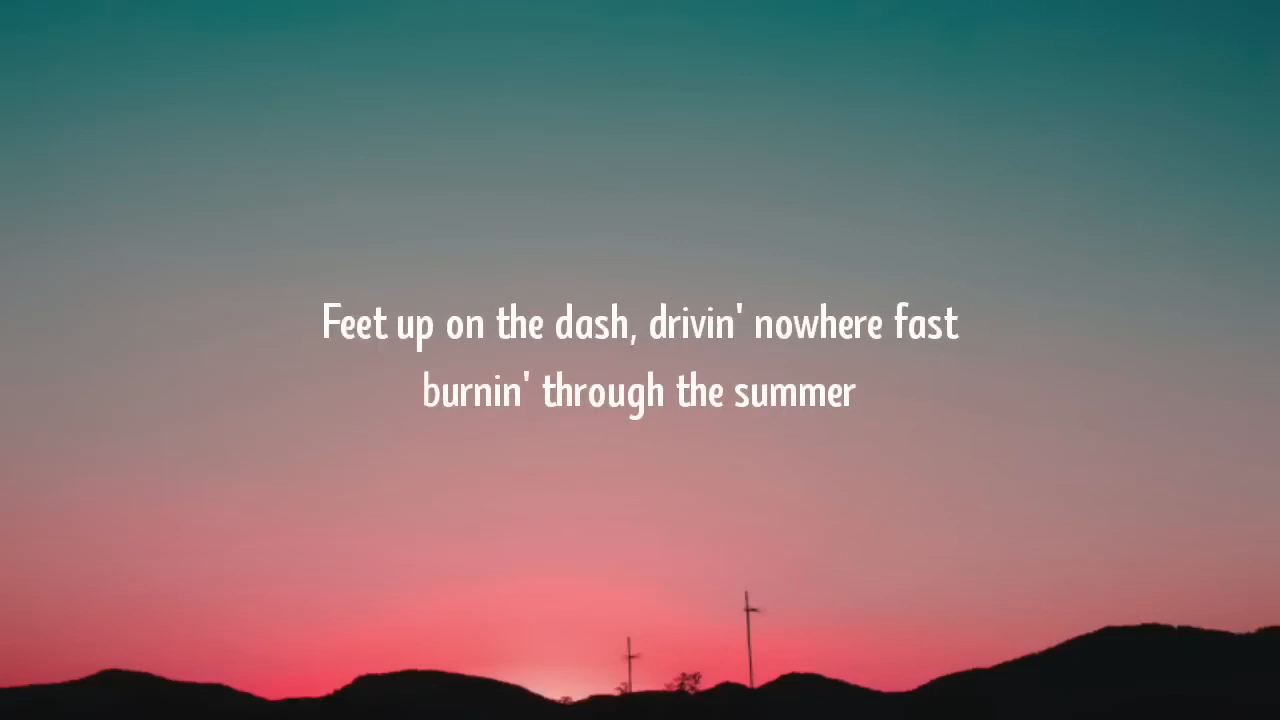 Feet up on the dash, drivin' nowhere fast
burnin' through the summer